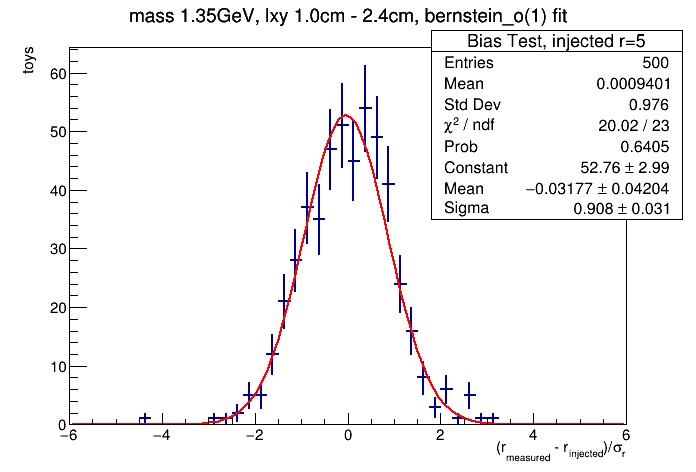 mass 1.35GeV, lxy 1.0cm - 2.4cm, bernstein_o(1) fit
toys
Bias Test, injected r=5
Entries 500
Mean 0.0009401
Std Dev 0.976
χ² / ndf 20.02 / 23
Prob 0.6405
Constant 52.76 ± 2.99
Mean −0.03177 ± 0.04204
Sigma 0.908 ± 0.031
60
50
40
30
20
10
0
−6 −4 −2 0 2 4 6
(r_measured - r_injected)/σ_r